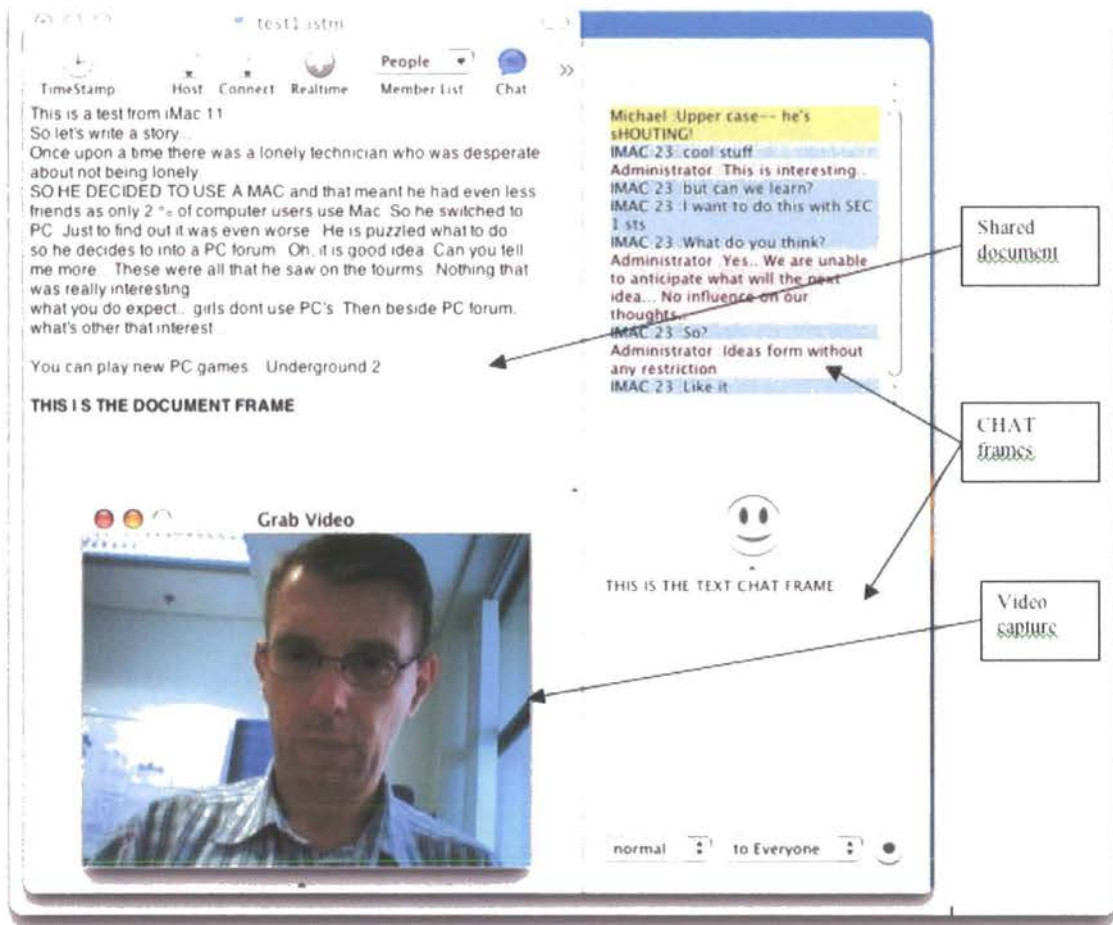 test1.istm
People
TimeStamp Host Connect Realtime Member List Chat
This is a test from iMac 11
So let's write a story...
Once upon a time there was a lonely technician who was desperate
about not being lonely
SO HE DECIDED TO USE A MAC and that meant he had even less
friends as only 2 % of computer users use Mac So he switched to
PC Just to find out it was even worse He is puzzled what to do
so he decides to into a PC forum Oh, it is good idea Can you tell
me more These were all that he saw on the fourms Nothing that
was really interesting
what you do expect.. girls dont use PC's Then beside PC forum,
what's other that interest
You can play new PC games Underground 2
THIS I S THE DOCUMENT FRAME
Grab Video
Michael :Upper case-- he's
sHOUTING!
IMAC 23 :cool stuff
Administrator :This is interesting..
IMAC 23 :but can we learn?
IMAC 23 :I want to do this with SEC
1 sts
IMAC 23 :What do you think?
Administrator :Yes.. We are unable
to anticipate what will the next
idea... No influence on our
thoughts..
IMAC 23 :So?
Administrator :Ideas form without
any restriction
IMAC 23 :Like it
THIS IS THE TEXT CHAT FRAME
normal to Everyone
Shared
document
CHAT
frames
Video
capture